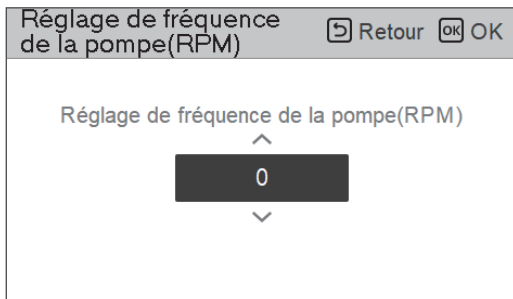 Réglage de fréquence
de la pompe(RPM)
Retour OK OK
Réglage de fréquence de la pompe(RPM)
0